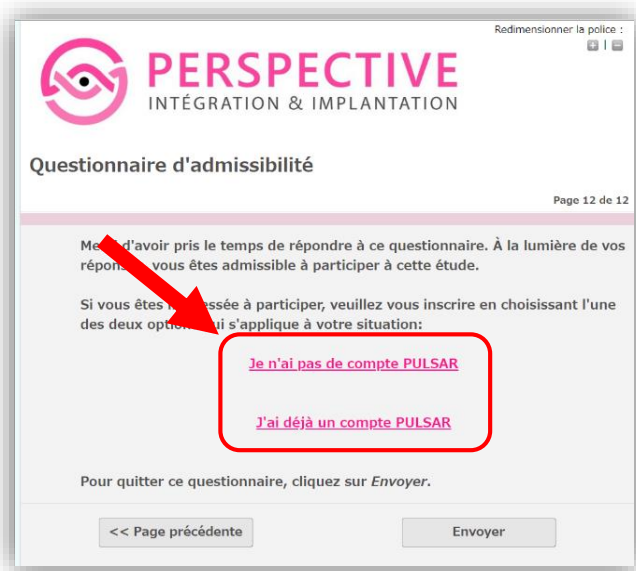 Redimensionner la police :
+ | −
PERSPECTIVE
INTÉGRATION & IMPLANTATION
Questionnaire d'admissibilité
Page 12 de 12
d'avoir pris le temps de répondre à ce questionnaire. À la lumière de vos
vous êtes admissible à participer à cette étude.
Si vous êtes à participer, veuillez vous inscrire en choisissant l'une
des deux s'applique à votre situation:
Je n'ai pas de compte PULSAR
J'ai déjà un compte PULSAR
Pour quitter ce questionnaire, cliquez sur Envoyer.
<< Page précédente
Envoyer